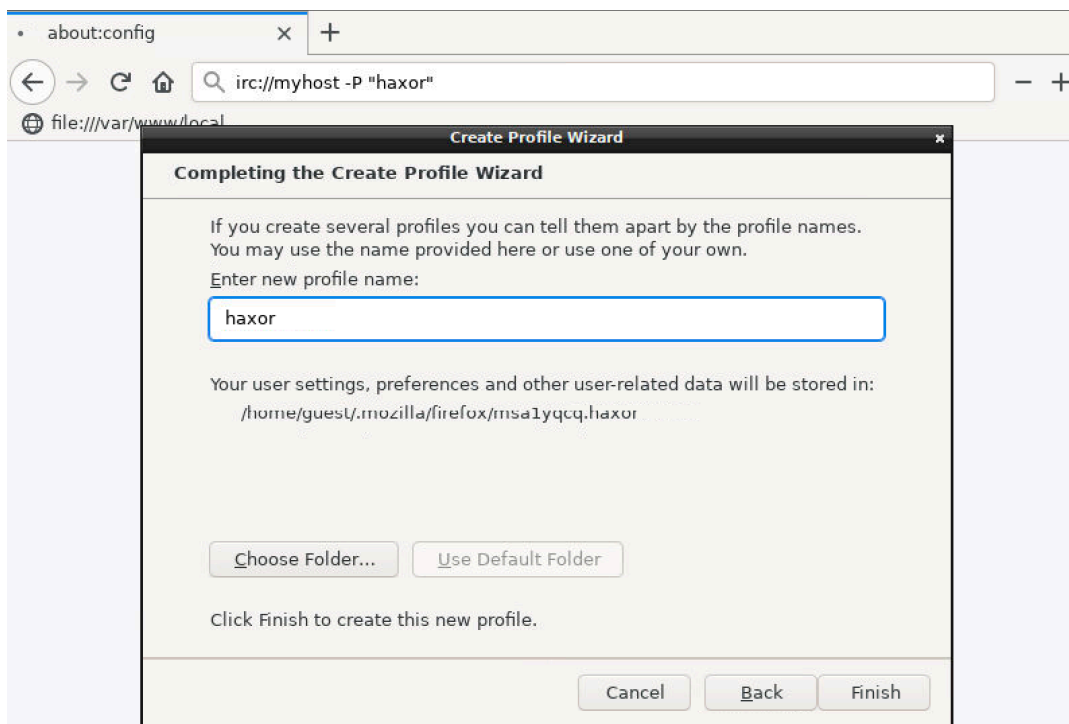 about:config
irc://myhost -P "haxor"
file:///var/www/local
Create Profile Wizard
Completing the Create Profile Wizard
If you create several profiles you can tell them apart by the profile names.
You may use the name provided here or use one of your own.
Enter new profile name:
haxor
Your user settings, preferences and other user-related data will be stored in:
/home/guest/.mozilla/firefox/msa1yqcq.haxor
Choose Folder...
Use Default Folder
Click Finish to create this new profile.
Cancel
Back
Finish